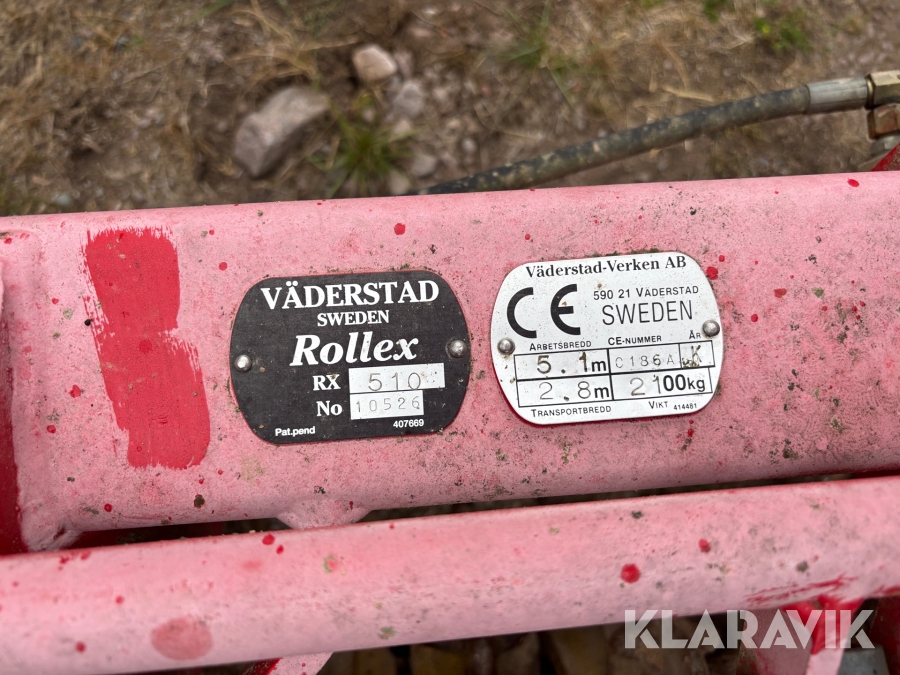 VÄDERSTAD
SWEDEN
Rollex
RX 510
No 10526
Pat.pend 407669
Väderstad-Verken AB
CE 590 21 VÄDERSTAD
SWEDEN
ARBETSBREDD CE-NUMMER ÅR
5.1m C186A K
2.8m 2100kg
TRANSPORTBREDD VIKT 414461
KLARAVIK